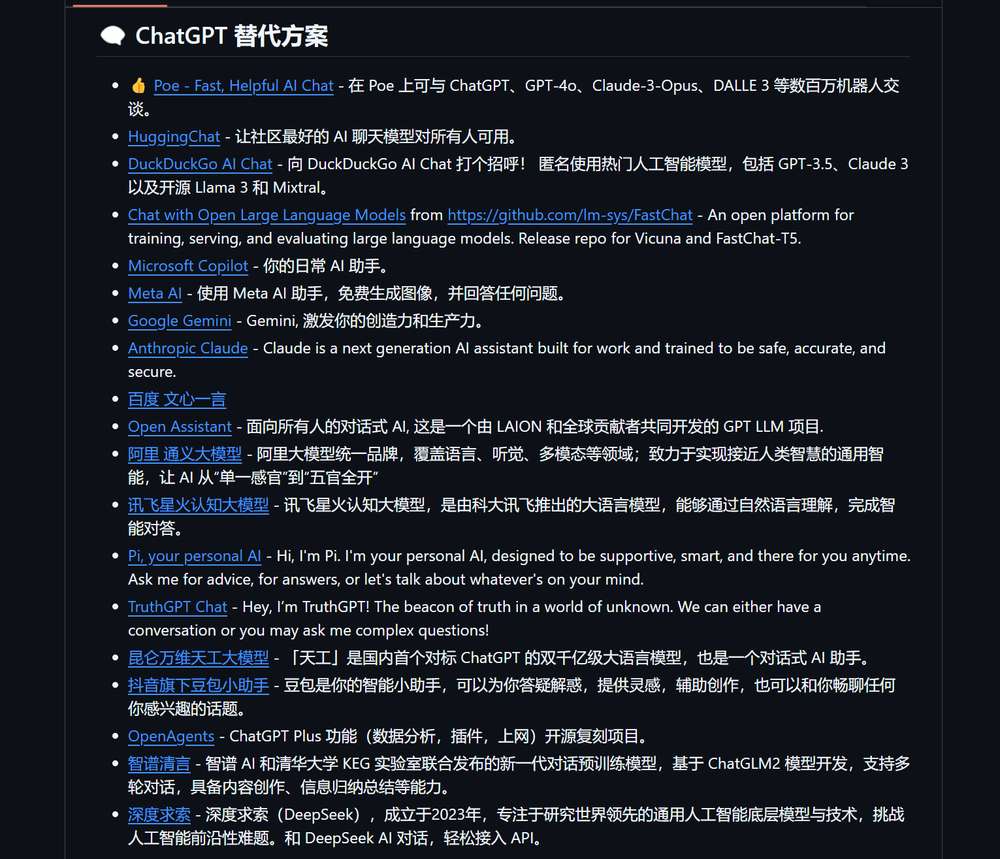 🗨️ ChatGPT 替代方案
👍 Poe - Fast, Helpful AI Chat - 在 Poe 上可与 ChatGPT、GPT-4o、Claude-3-Opus、DALLE 3 等数百万机器人交
谈。
HuggingChat - 让社区最好的 AI 聊天模型对所有人可用。
DuckDuckGo AI Chat - 向 DuckDuckGo AI Chat 打个招呼！ 匿名使用热门人工智能模型，包括 GPT-3.5、Claude 3
以及开源 Llama 3 和 Mixtral。
Chat with Open Large Language Models from https://github.com/lm-sys/FastChat - An open platform for
training, serving, and evaluating large language models. Release repo for Vicuna and FastChat-T5.
Microsoft Copilot - 你的日常 AI 助手。
Meta AI - 使用 Meta AI 助手，免费生成图像，并回答任何问题。
Google Gemini - Gemini, 激发你的创造力和生产力。
Anthropic Claude - Claude is a next generation AI assistant built for work and trained to be safe, accurate, and
secure.
百度 文心一言
Open Assistant - 面向所有人的对话式 AI, 这是一个由 LAION 和全球贡献者共同开发的 GPT LLM 项目.
阿里 通义大模型 - 阿里大模型统一品牌，覆盖语言、听觉、多模态等领域；致力于实现接近人类智慧的通用智
能，让 AI 从“单一感官”到“五官全开”
讯飞星火认知大模型 - 讯飞星火认知大模型，是由科大讯飞推出的大语言模型，能够通过自然语言理解，完成智
能对答。
Pi, your personal AI - Hi, I'm Pi. I'm your personal AI, designed to be supportive, smart, and there for you anytime.
Ask me for advice, for answers, or let's talk about whatever's on your mind.
TruthGPT Chat - Hey, I’m TruthGPT! The beacon of truth in a world of unknown. We can either have a
conversation or you may ask me complex questions!
昆仑万维天工大模型 - 「天工」是国内首个对标 ChatGPT 的双千亿级大语言模型，也是一个对话式 AI 助手。
抖音旗下豆包小助手 - 豆包是你的智能小助手，可以为你答疑解惑，提供灵感，辅助创作，也可以和你畅聊任何
你感兴趣的话题。
OpenAgents - ChatGPT Plus 功能（数据分析，插件，上网）开源复刻项目。
智谱清言 - 智谱 AI 和清华大学 KEG 实验室联合发布的新一代对话预训练模型，基于 ChatGLM2 模型开发，支持多
轮对话，具备内容创作、信息归纳总结等能力。
深度求索 - 深度求索（DeepSeek），成立于2023年，专注于研究世界领先的通用人工智能底层模型与技术，挑战
人工智能前沿性难题。和 DeepSeek AI 对话，轻松接入 API。